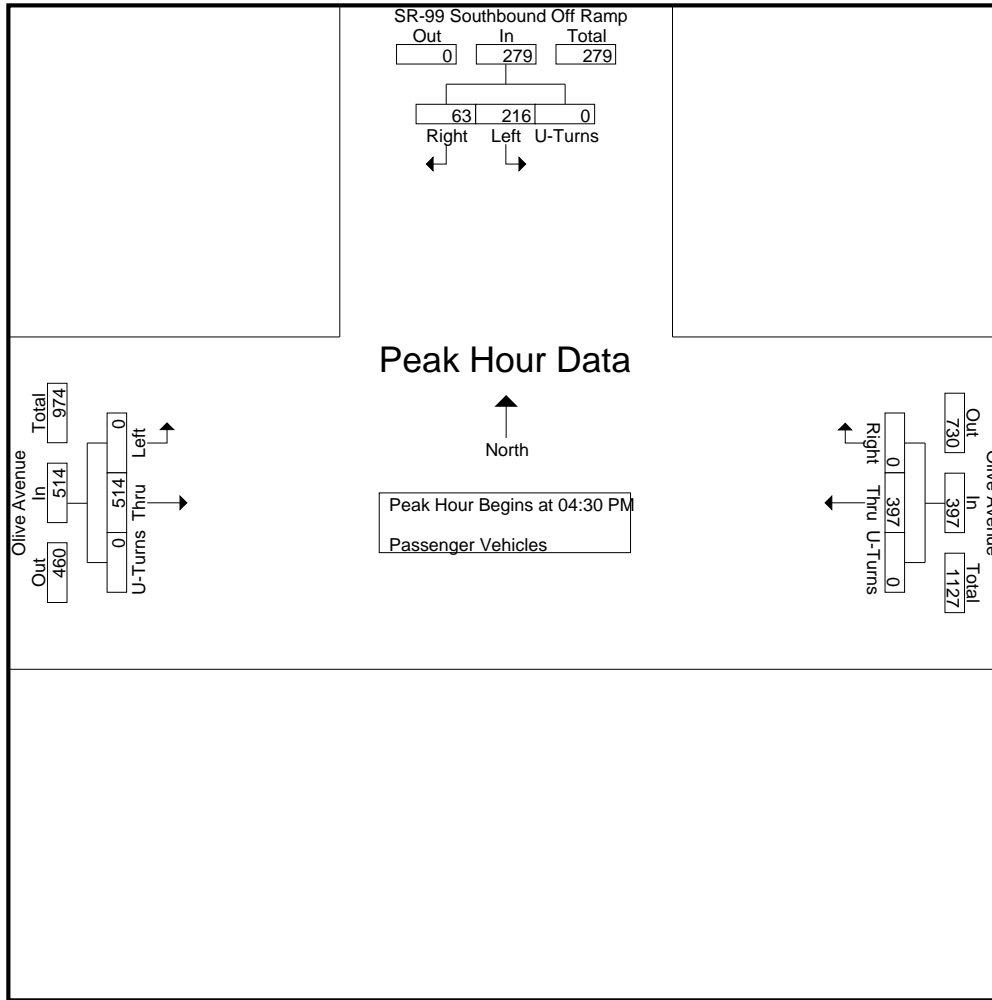 SR-99 Southbound Off Ramp
Out In Total
0 279 279
63 216 0
Right Left U-Turns
Peak Hour Data
North
Peak Hour Begins at 04:30 PM
Passenger Vehicles
Olive Avenue
Out In Total
460 514 974
0 514 0
U-Turns Thru Left
Olive Avenue
Out In Total
730 397 1127
0 397 0
Right Thru U-Turns